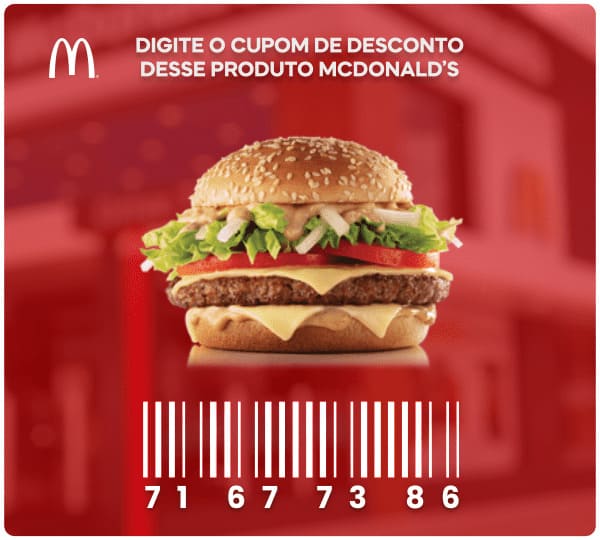 DIGITE O CUPOM DE DESCONTO
DESSE PRODUTO MCDONALD'S
71 67 73 86